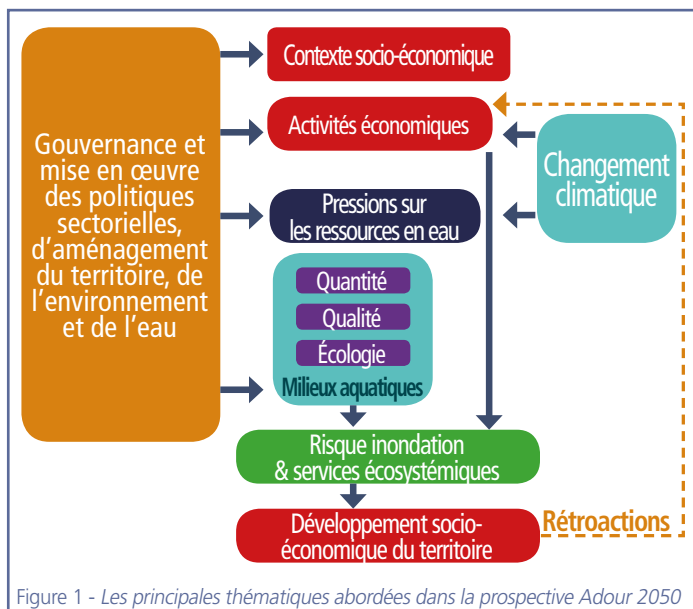 Gouvernance et
mise en œuvre
des politiques
sectorielles,
d’aménagement
du territoire, de
l’environnement
et de l’eau
Contexte socio-économique
Activités économiques
Changement
climatique
Pressions sur
les ressources en eau
Quantité
Qualité
Écologie
Milieux aquatiques
Risque inondation
& services écosystémiques
Développement socio-
économique du territoire
Rétroactions
Figure 1 - Les principales thématiques abordées dans la prospective Adour 2050